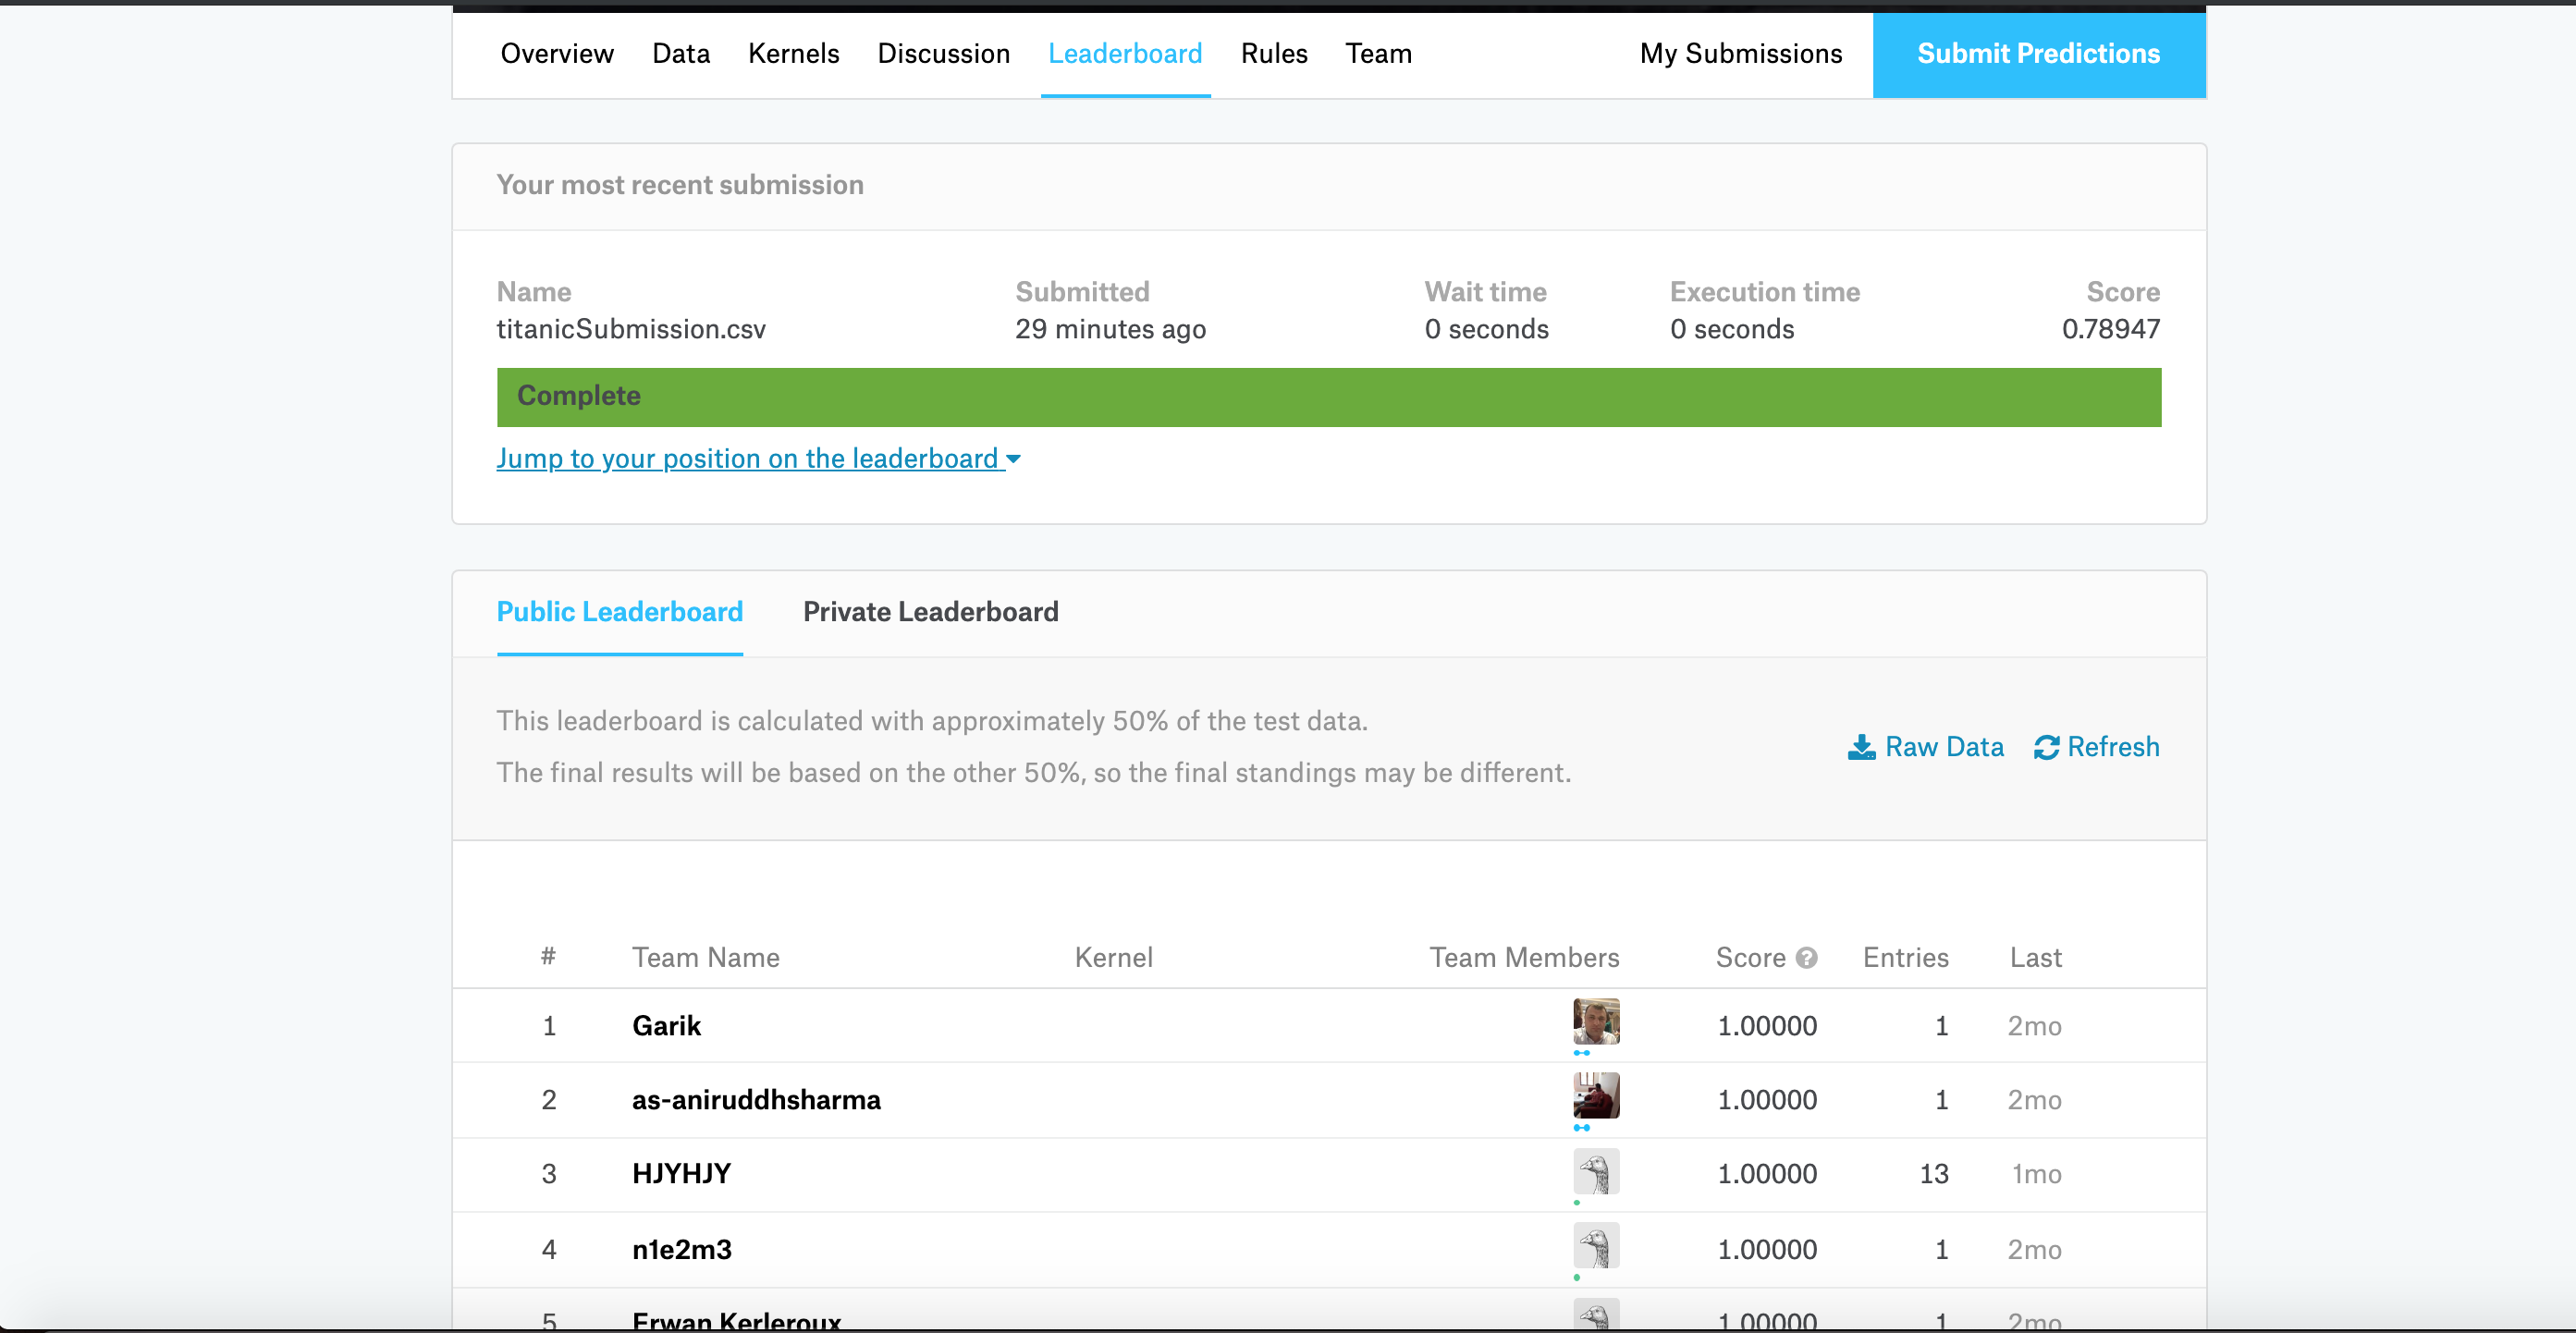 Overview Data Kernels Discussion Leaderboard Rules Team My Submissions Submit Predictions
Your most recent submission
Name Submitted Wait time Execution time Score
titanicSubmission.csv 29 minutes ago 0 seconds 0 seconds 0.78947
Complete
Jump to your position on the leaderboard
Public Leaderboard Private Leaderboard
This leaderboard is calculated with approximately 50% of the test data.
The final results will be based on the other 50%, so the final standings may be different.
Raw Data Refresh
# Team Name Kernel Team Members Score ? Entries Last
1 Garik 1.00000 1 2mo
2 as-aniruddhsharma 1.00000 1 2mo
3 HJYHJY 1.00000 13 1mo
4 n1e2m3 1.00000 1 2mo
5 Erwan Kerleroux 1.00000 1 2mo